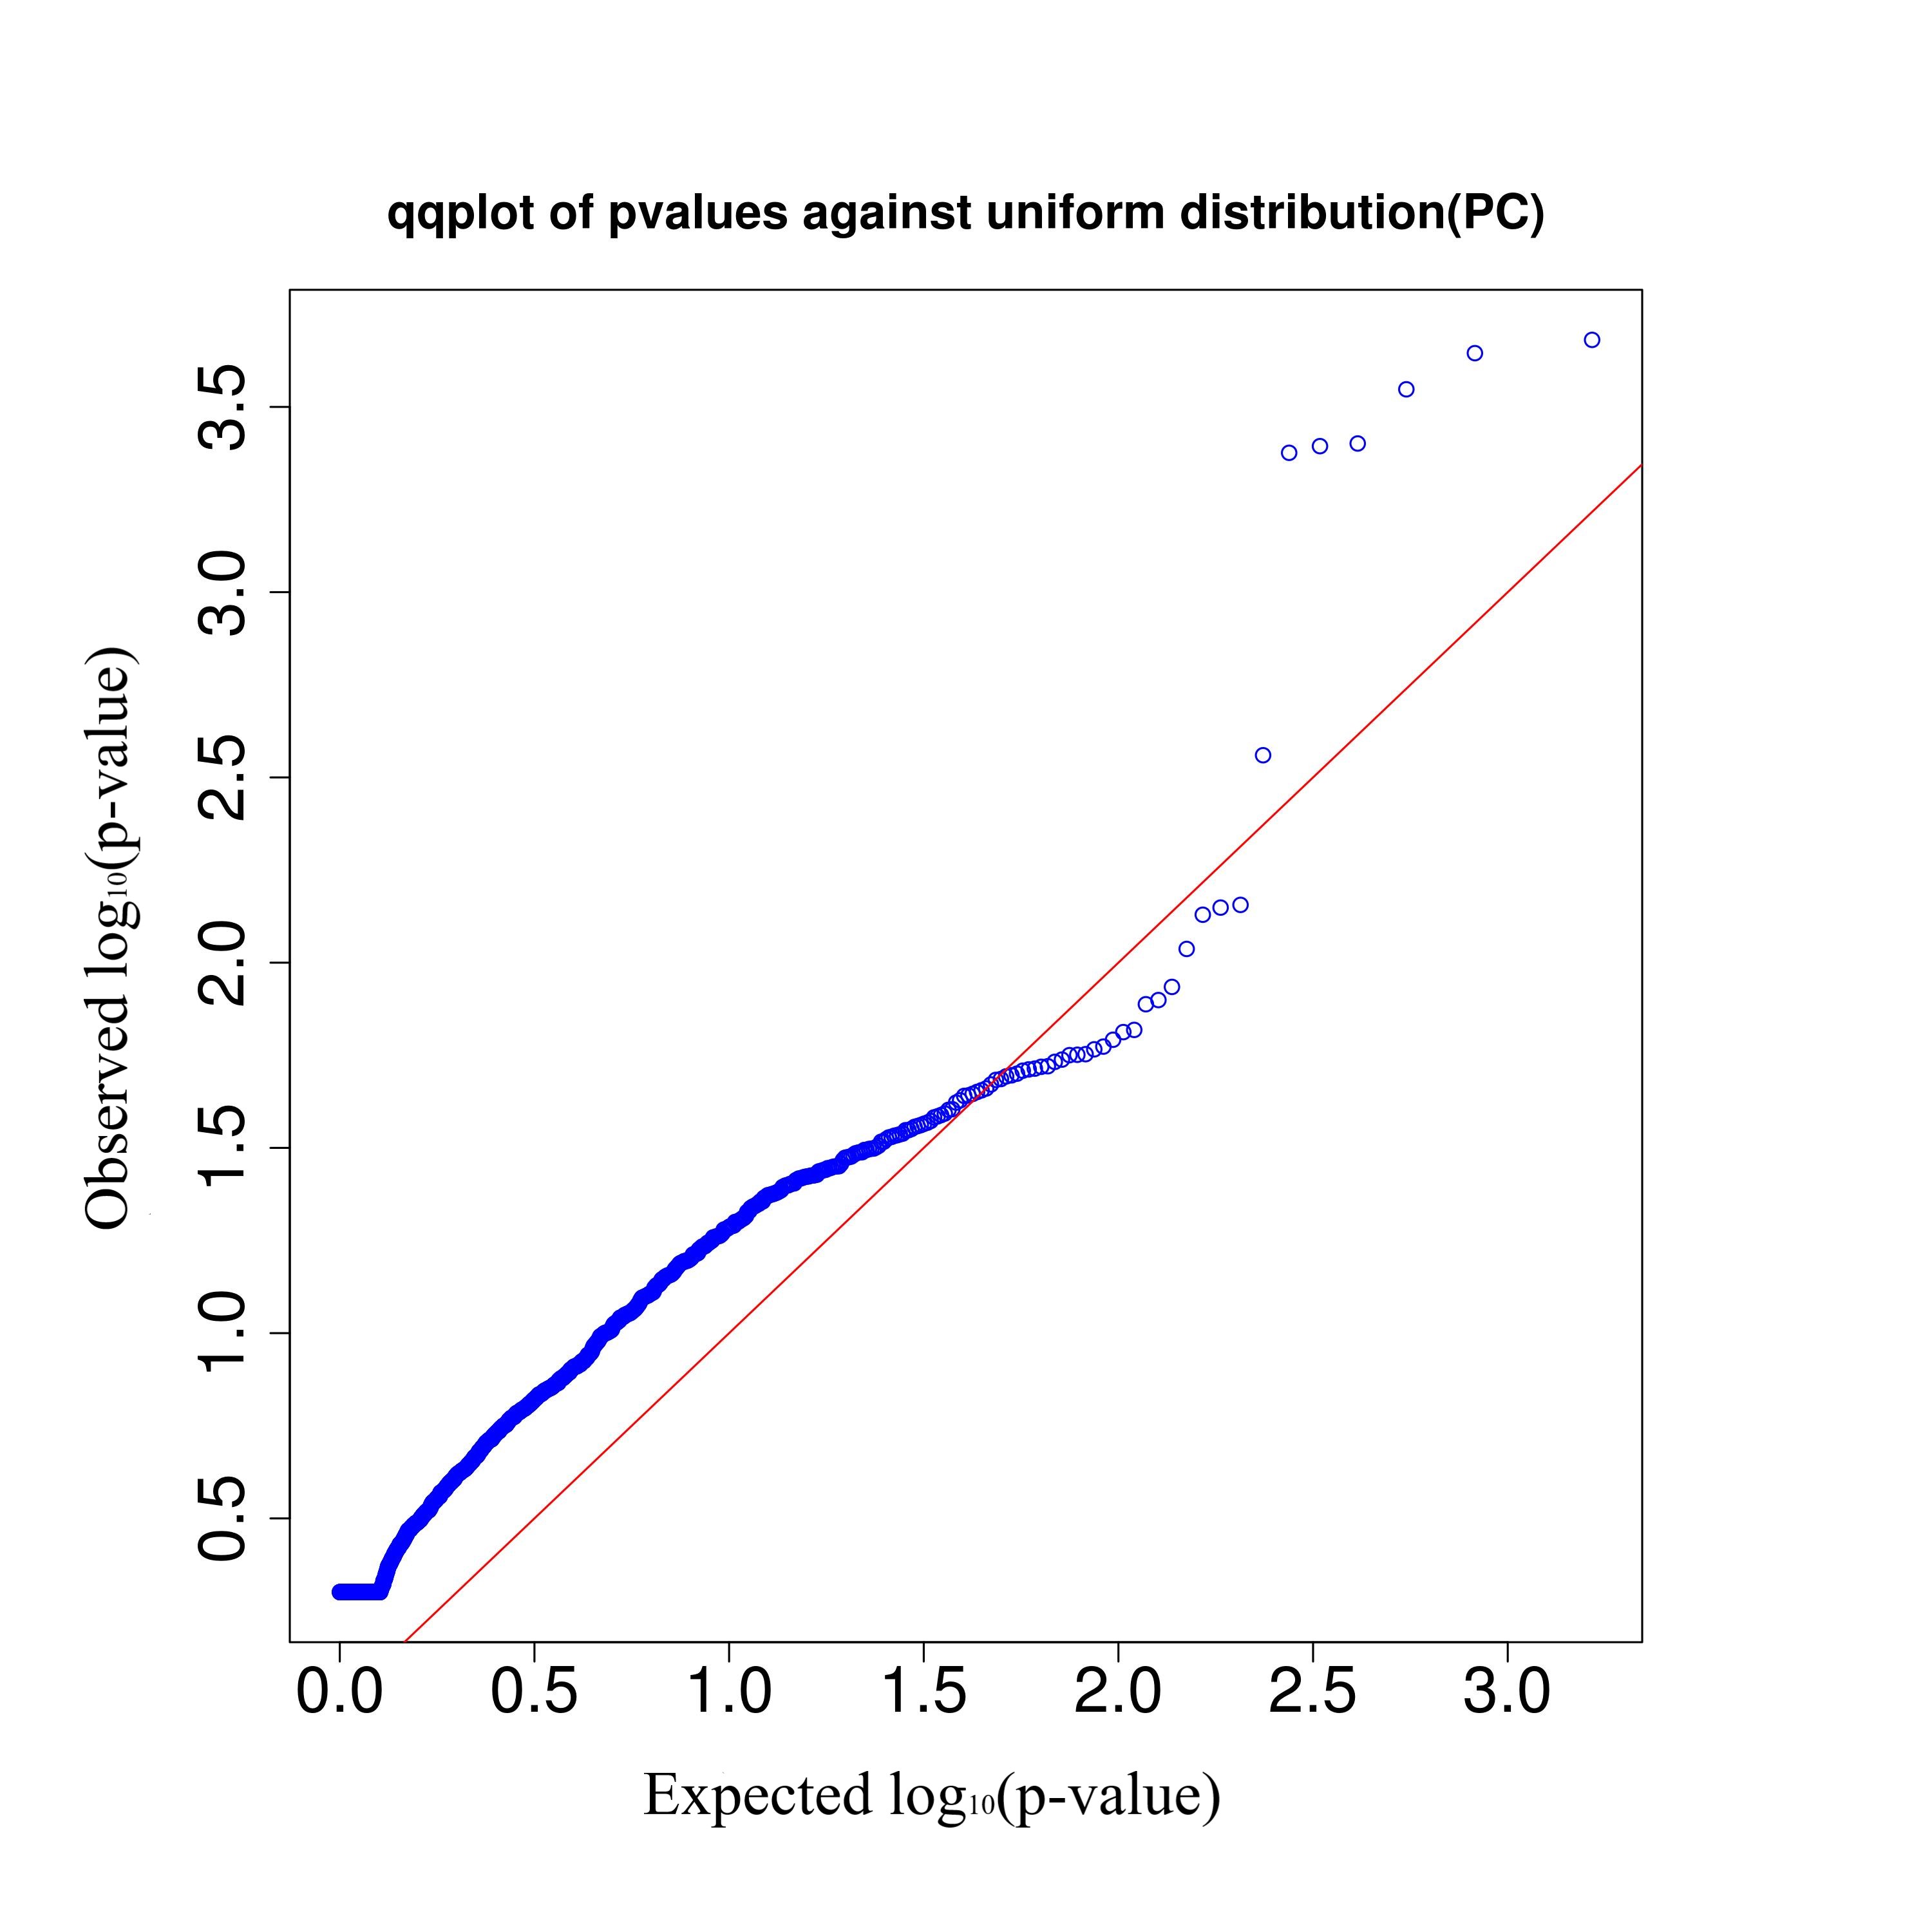 qqplot of pvalues against uniform distribution(PC)
Observed log₁₀(p-value)
3.5
3.0
2.5
2.0
1.5
1.0
0.5
0.0 0.5 1.0 1.5 2.0 2.5 3.0
Expected log₁₀(p-value)